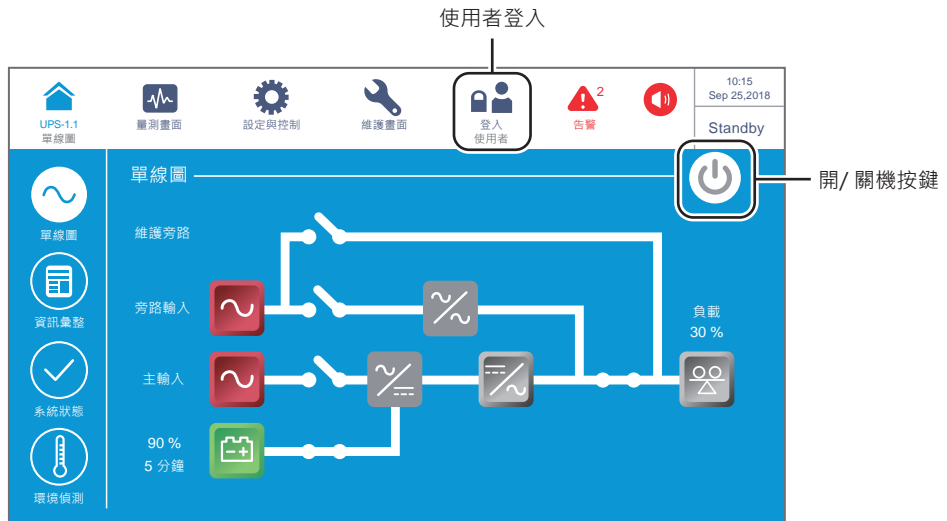 使用者登入
10:15
Sep 25,2018
Standby
2
UPS-1.1
單線圖
量測畫面
設定與控制
維護畫面
登入
使用者
告警
單線圖
開/ 關機按鍵
單線圖
維護旁路
資訊彙整
旁路輸入
負載
30 %
系統狀態
主輸入
90 %
5 分鐘
環境偵測